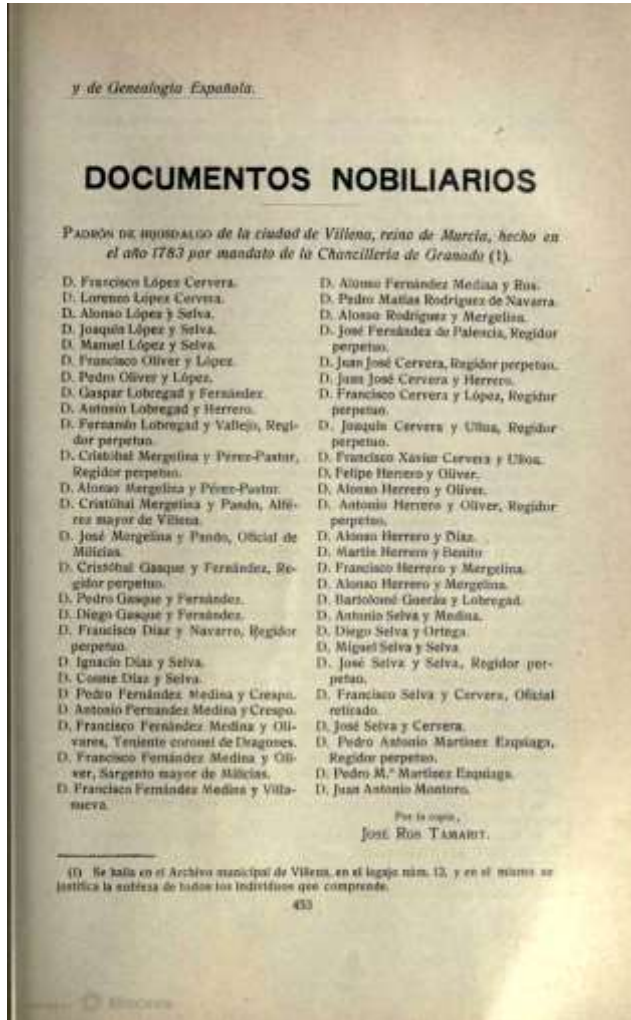 y de Genealogía Española.
DOCUMENTOS NOBILIARIOS
PADRÓN DE HIJOSDALGO de la ciudad de Villena, reino de Murcia, hecho en
el año 1783 por mandato de la Chancillería de Granada (1).
D. Francisco López Cervera.
D. Lorenzo López Cervera.
D. Alonso López y Selva.
D. Joaquín López y Selva.
D. Manuel López y Selva.
D. Francisco Oliver y López.
D. Pedro Oliver y López.
D. Gaspar Lobregad y Fernández.
D. Antonio Lobregad y Herrero.
D. Fernando Lobregad y Vallejo, Regi-
dor perpetuo.
D. Cristóbal Mergelina y Pérez-Pastor,
Regidor perpetuo.
D. Alonso Mergelina y Pérez-Pastor.
D. Cristóbal Mergelina y Pando, Alfé-
rez mayor de Villena.
D. José Mergelina y Pando, Oficial de
Milicias.
D. Cristóbal Gasque y Fernández, Re-
gidor perpetuo.
D. Pedro Gasque y Fernández.
D. Diego Gasque y Fernández.
D. Francisco Díaz y Navarro, Regidor
perpetuo.
D. Ignacio Díaz y Selva.
D. Cosme Díaz y Selva.
D. Pedro Fernández Medina y Crespo.
D. Antonio Fernández Medina y Crespo.
D. Francisco Fernández Medina y Oli-
vares, Teniente coronel de Dragones.
D. Francisco Fernández Medina y Oli-
ver, Sargento mayor de Milicias.
D. Francisco Fernández Medina y Villa-
nueva.
D. Alonso Fernández Medina y Ros.
D. Pedro Matías Rodríguez de Navarra.
D. Alonso Rodríguez y Mergelina.
D. José Fernández de Palencia, Regidor
perpetuo.
D. Juan José Cervera, Regidor perpetuo.
D. Juan José Cervera y Herrero.
D. Francisco Cervera y López, Regidor
perpetuo.
D. Joaquín Cervera y Ulloa, Regidor
perpetuo.
D. Francisco Xavier Cervera y Ulloa.
D. Felipe Herrero y Oliver.
D. Alonso Herrero y Oliver.
D. Antonio Herrero y Oliver, Regidor
perpetuo.
D. Alonso Herrero y Díaz.
D. Martín Herrero y Benito
D. Francisco Herrero y Mergelina.
D. Alonso Herrero y Mergelina.
D. Bartolomé Guerau y Lobregad.
D. Antonio Selva y Medina.
D. Diego Selva y Ortega.
D. Miguel Selva y Selva
D. José Selva y Selva, Regidor per-
petuo.
D. Francisco Selva y Cervera, Oficial
retirado.
D. José Selva y Cervera.
D. Pedro Antonio Martínez Ezquiaga,
Regidor perpetuo.
D. Pedro M.ª Martínez Ezquiaga.
D. Juan Antonio Montoro.
Por la copia,
JOSÉ ROS TAMARIT.
(1) Se halla en el Archivo municipal de Villena, en el legajo núm. 12, y en el mismo se
justifica la nobleza de todos los individuos que comprende.
453